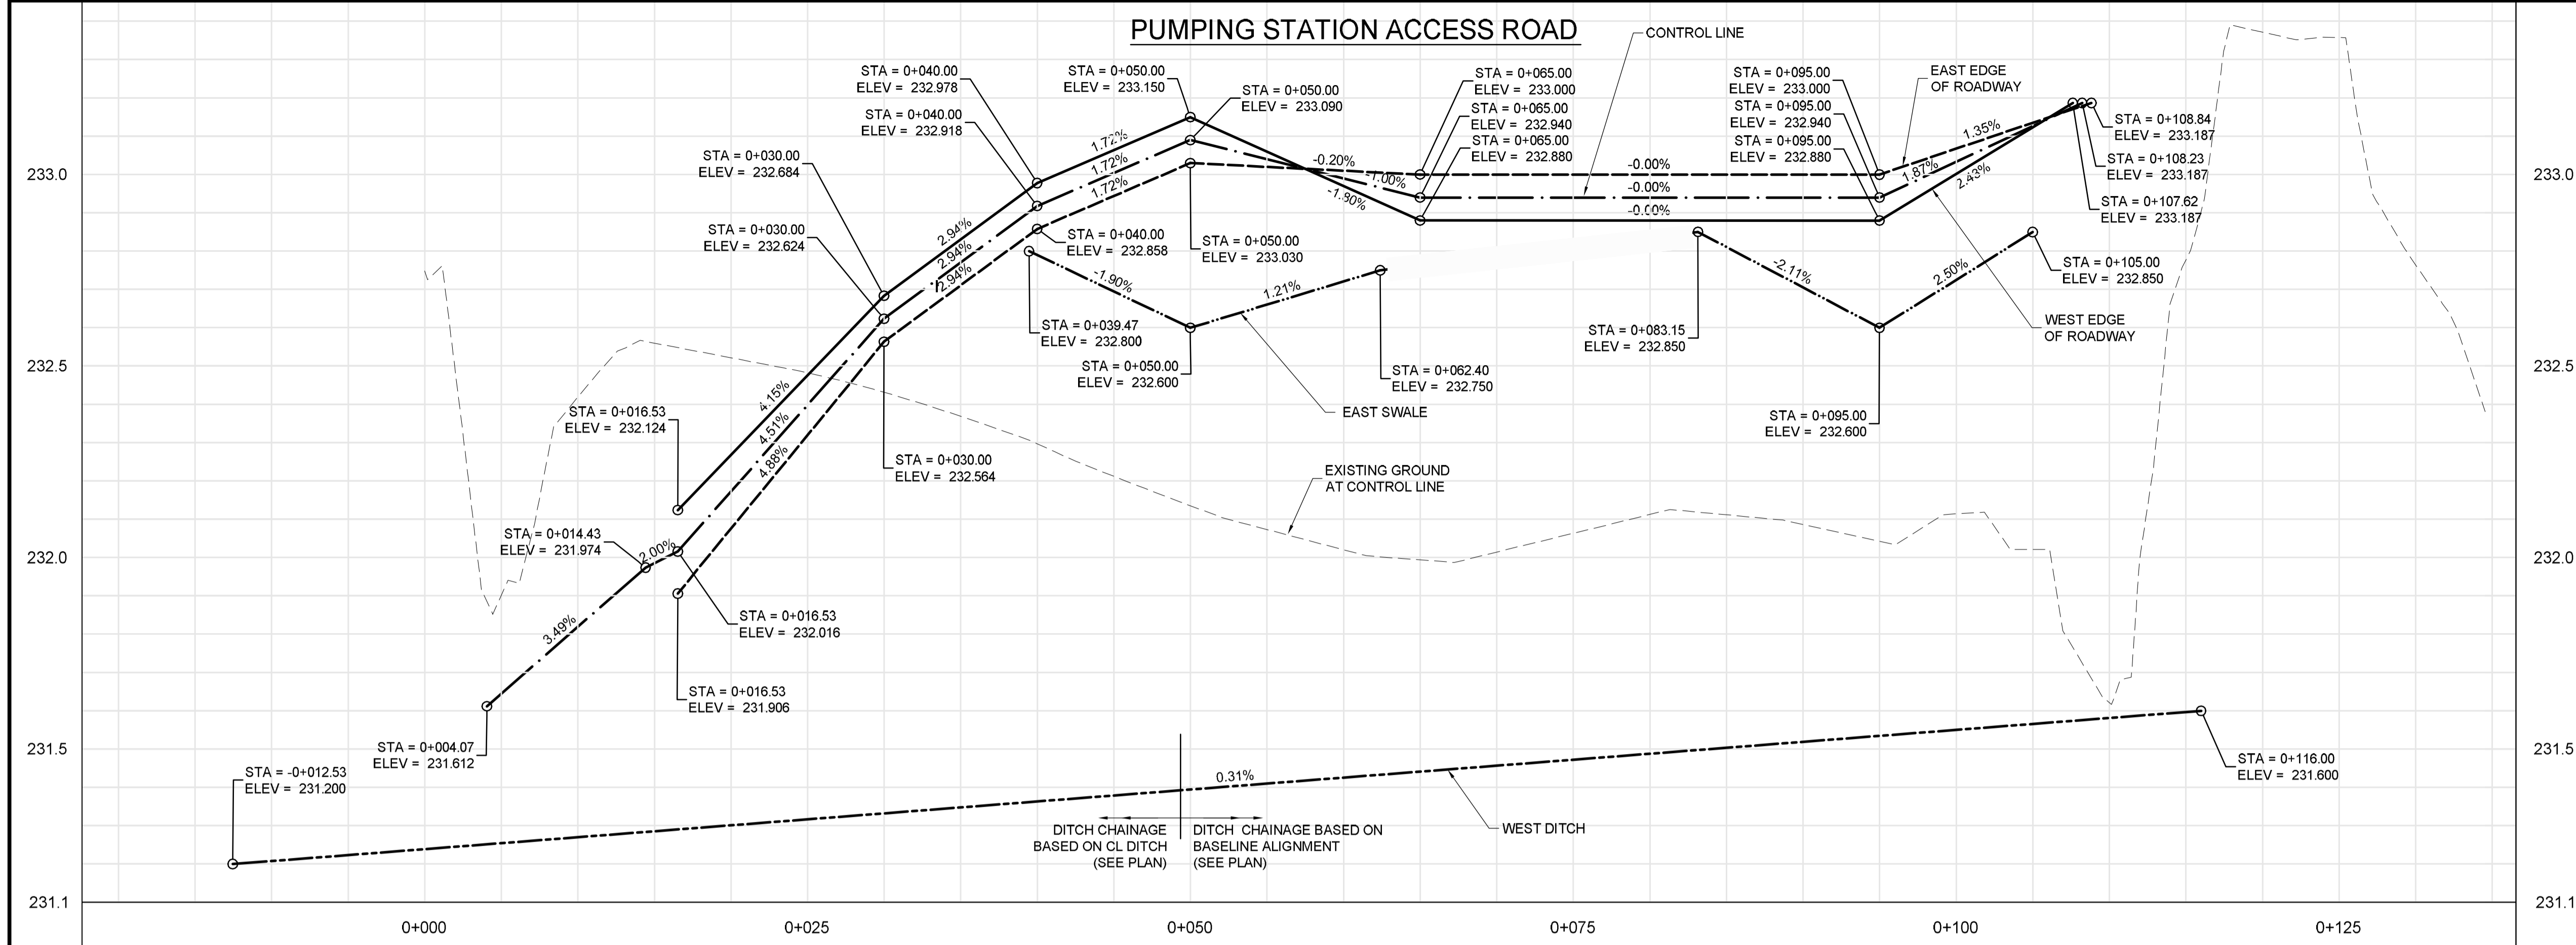 PUMPING STATION ACCESS ROAD
CONTROL LINE
STA = 0+040.00
ELEV = 232.978
STA = 0+040.00
ELEV = 232.918
STA = 0+050.00
ELEV = 233.150
STA = 0+050.00
ELEV = 233.090
STA = 0+065.00
ELEV = 233.000
STA = 0+065.00
ELEV = 232.940
STA = 0+065.00
ELEV = 232.880
STA = 0+095.00
ELEV = 233.000
STA = 0+095.00
ELEV = 232.940
STA = 0+095.00
ELEV = 232.880
EAST EDGE
OF ROADWAY
STA = 0+108.84
ELEV = 233.187
STA = 0+108.23
ELEV = 233.187
STA = 0+107.62
ELEV = 233.187
STA = 0+030.00
ELEV = 232.684
STA = 0+030.00
ELEV = 232.624
1.72%
1.72%
1.72%
-0.20%
-1.00%
-1.80%
-0.00%
-0.00%
-0.00%
1.35%
1.87%
2.43%
233.0
233.0
2.94%
2.94%
2.94%
STA = 0+040.00
ELEV = 232.858
STA = 0+050.00
ELEV = 233.030
-1.90%
1.21%
-2.11%
2.50%
STA = 0+105.00
ELEV = 232.850
STA = 0+039.47
ELEV = 232.800
STA = 0+050.00
ELEV = 232.600
STA = 0+062.40
ELEV = 232.750
STA = 0+083.15
ELEV = 232.850
WEST EDGE
OF ROADWAY
232.5
232.5
EAST SWALE
STA = 0+095.00
ELEV = 232.600
STA = 0+016.53
ELEV = 232.124
4.15%
4.51%
4.88%
STA = 0+030.00
ELEV = 232.564
EXISTING GROUND
AT CONTROL LINE
STA = 0+014.43
ELEV = 231.974
2.00%
232.0
232.0
STA = 0+016.53
ELEV = 232.016
3.49%
STA = 0+016.53
ELEV = 231.906
STA = 0+004.07
ELEV = 231.612
231.5
231.5
STA = -0+012.53
ELEV = 231.200
0.31%
STA = 0+116.00
ELEV = 231.600
DITCH CHAINAGE
BASED ON CL DITCH
(SEE PLAN)
DITCH CHAINAGE BASED ON
BASELINE ALIGNMENT
(SEE PLAN)
WEST DITCH
231.1
231.1
0+000
0+025
0+050
0+075
0+100
0+125